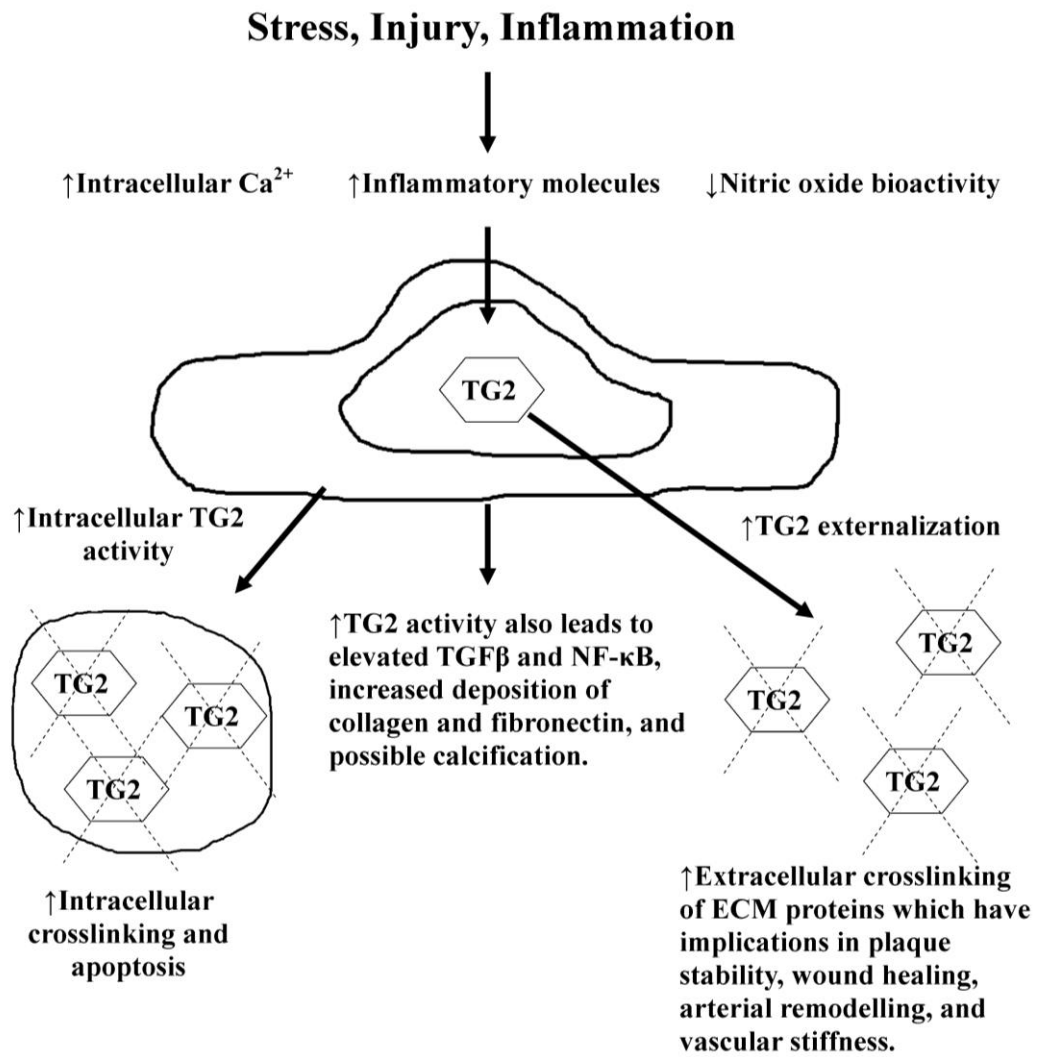 Stress, Injury, Inflammation
↑Intracellular Ca²⁺
↑Inflammatory molecules
↓Nitric oxide bioactivity
TG2
↑Intracellular TG2
activity
↑TG2 externalization
TG2
TG2
TG2
↑TG2 activity also leads to
elevated TGFβ and NF-κB,
increased deposition of
collagen and fibronectin, and
possible calcification.
TG2
TG2
TG2
↑Intracellular
crosslinking and
apoptosis
↑Extracellular crosslinking
of ECM proteins which have
implications in plaque
stability, wound healing,
arterial remodelling, and
vascular stiffness.